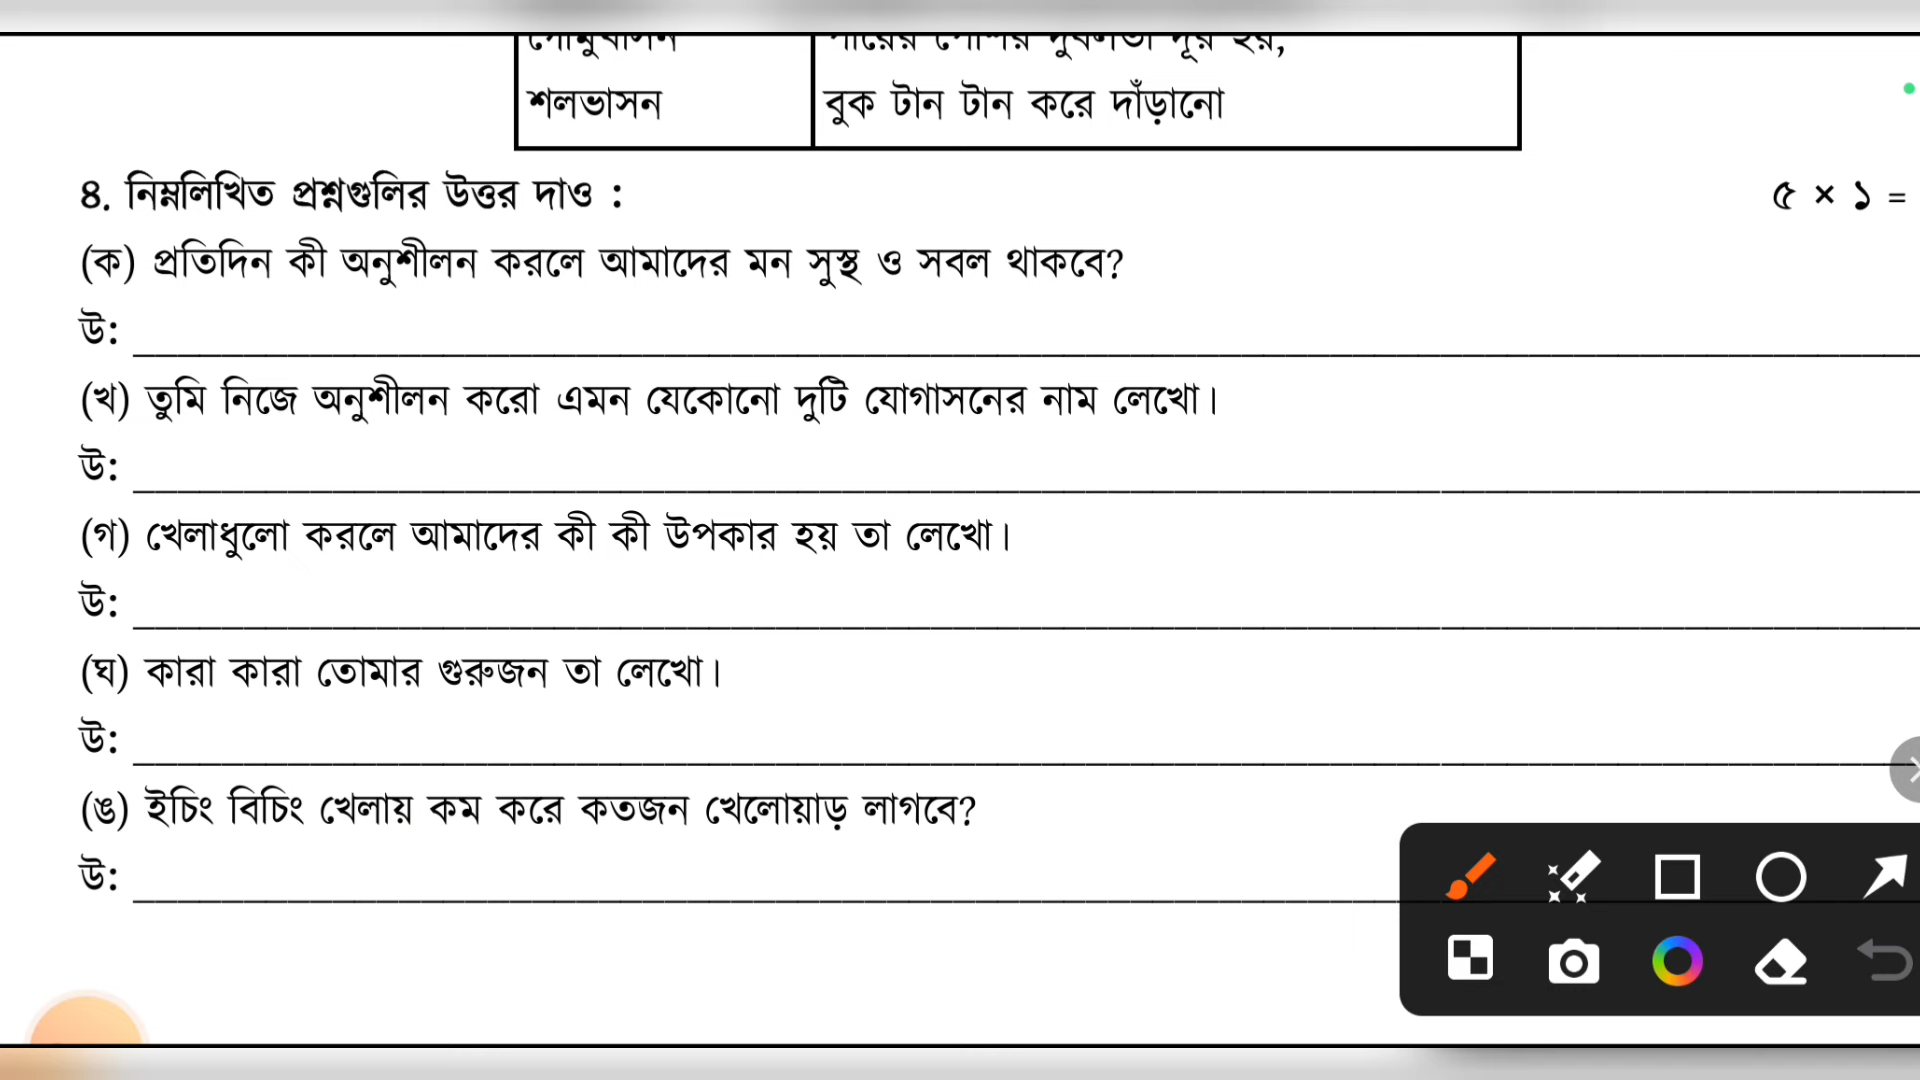 শলভাসন
বুক টান টান করে দাঁড়ানো
৪. নিম্নলিখিত প্রশ্নগুলির উত্তর দাও : ৫ × ১ =
(ক) প্রতিদিন কী অনুশীলন করলে আমাদের মন সুস্থ ও সবল থাকবে?
উ:
(খ) তুমি নিজে অনুশীলন করো এমন যেকোনো দুটি যোগাসনের নাম লেখো।
উ:
(গ) খেলাধুলো করলে আমাদের কী কী উপকার হয় তা লেখো।
উ:
(ঘ) কারা কারা তোমার গুরুজন তা লেখো।
উ:
(ঙ) ইচিং বিচিং খেলায় কম করে কতজন খেলোয়াড় লাগবে?
উ: